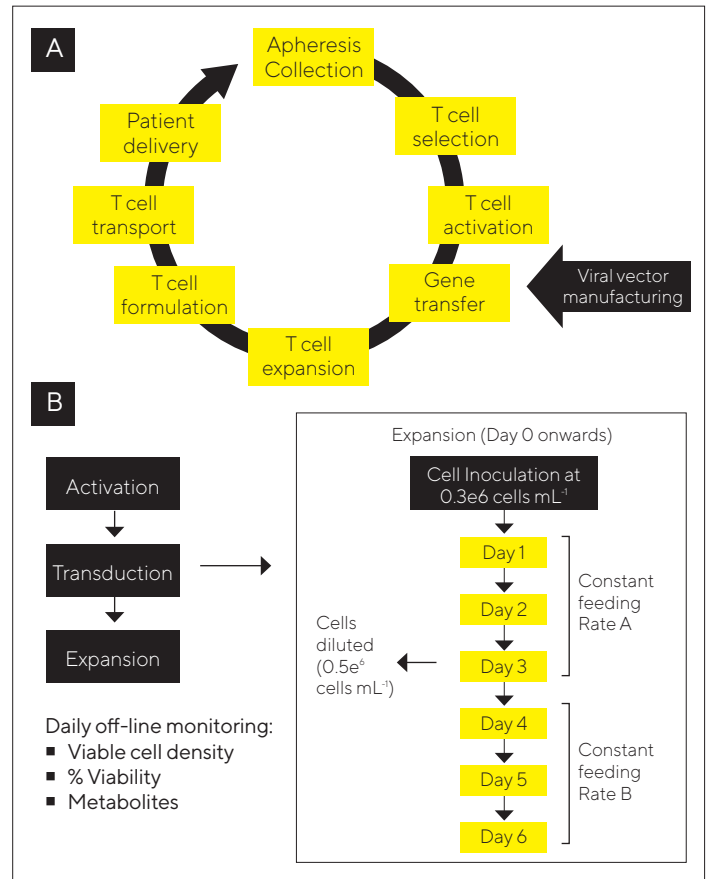 A
Apheresis
Collection
T cell
selection
T cell
activation
Gene
transfer
Viral vector
manufacturing
T cell
expansion
T cell
formulation
T cell
transport
Patient
delivery
B
Activation
Transduction
Expansion
Daily off-line monitoring:
▪ Viable cell density
▪ % Viability
▪ Metabolites
Expansion (Day 0 onwards)
Cell Inoculation at
0.3e6 cells mL⁻¹
Day 1
Day 2
Day 3
Constant
feeding
Rate A
Cells
diluted
(0.5e⁶
cells mL⁻¹)
Day 4
Day 5
Day 6
Constant
feeding
Rate B